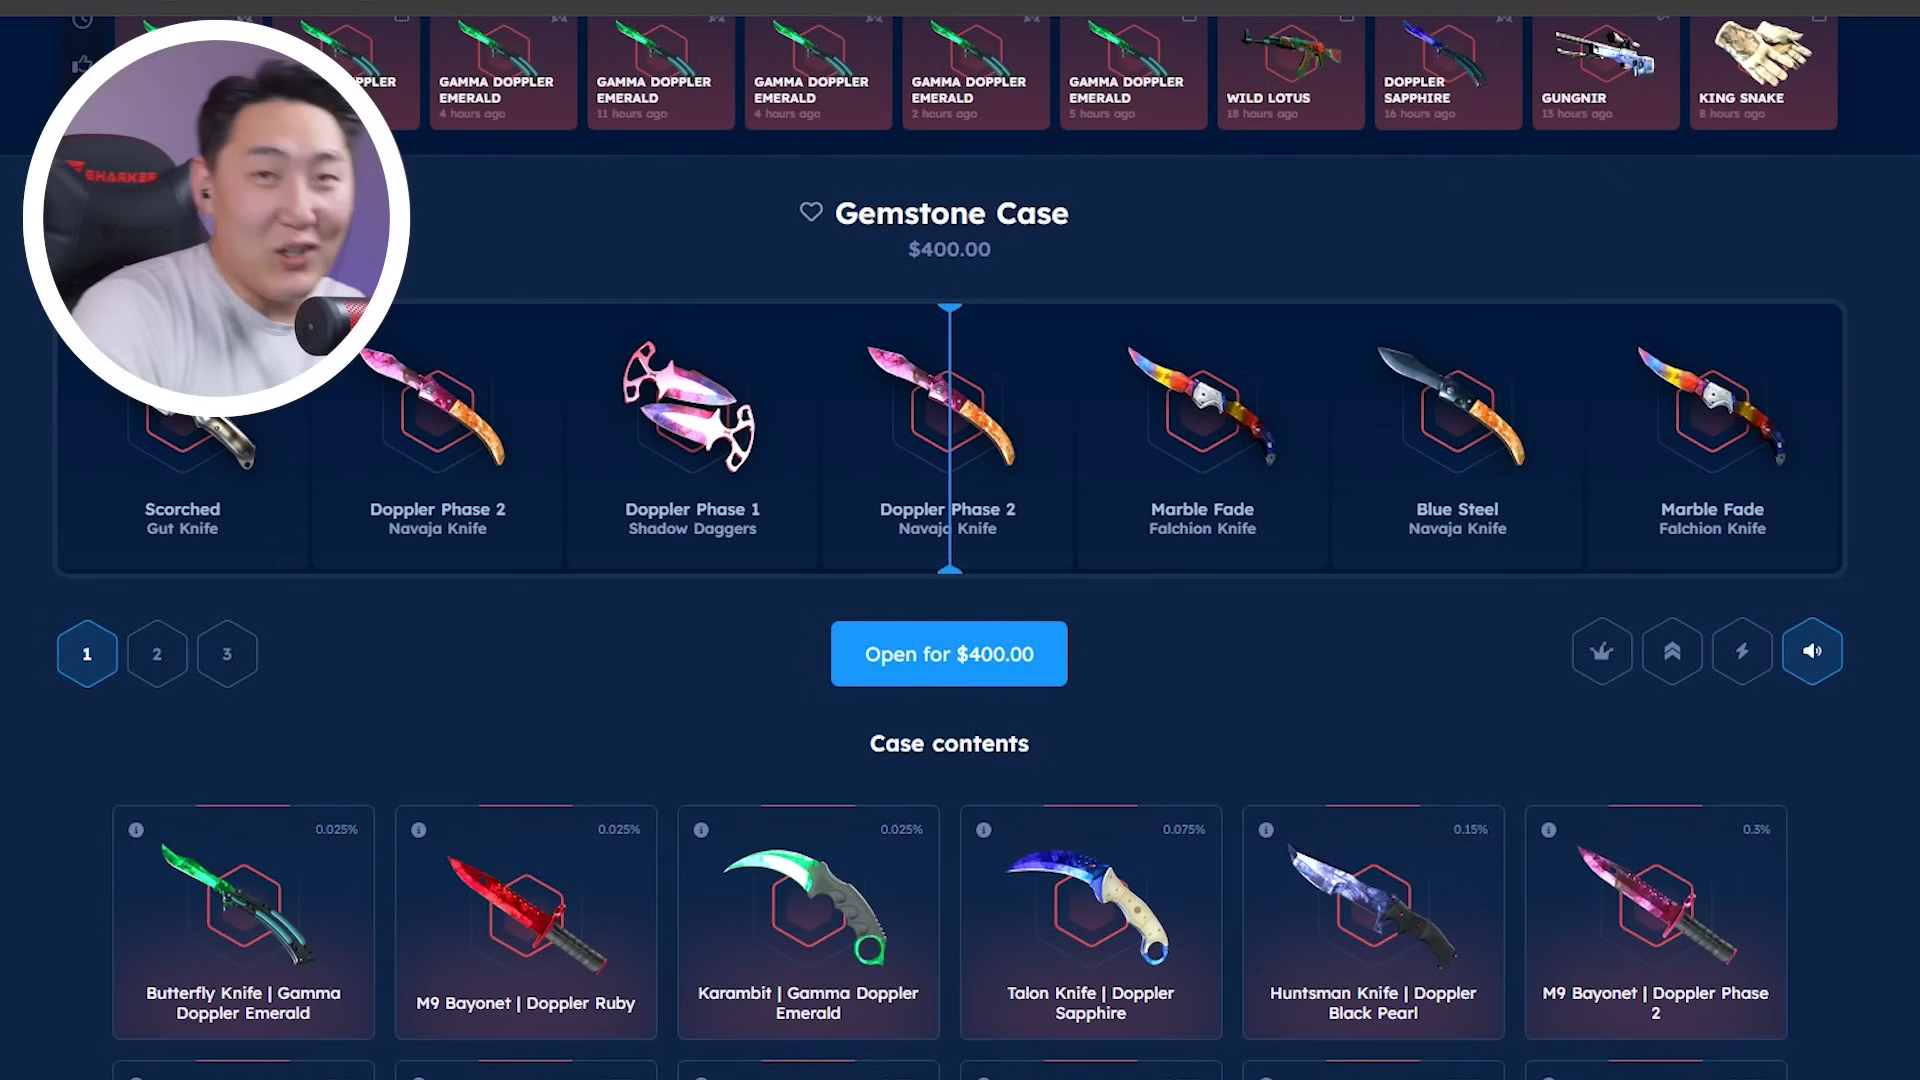 DOPPLER
GAMMA DOPPLER
EMERALD
4 hours ago
GAMMA DOPPLER
EMERALD
11 hours ago
GAMMA DOPPLER
EMERALD
4 hours ago
GAMMA DOPPLER
EMERALD
2 hours ago
GAMMA DOPPLER
EMERALD
5 hours ago
WILD LOTUS
18 hours ago
DOPPLER
SAPPHIRE
16 hours ago
GUNGNIR
13 hours ago
KING SNAKE
8 hours ago
Gemstone Case
$400.00
Scorched
Gut Knife
Doppler Phase 2
Navaja Knife
Doppler Phase 1
Shadow Daggers
Doppler Phase 2
Navaja Knife
Marble Fade
Falchion Knife
Blue Steel
Navaja Knife
Marble Fade
Falchion Knife
1
2
3
Open for $400.00
Case contents
0.025%
Butterfly Knife | Gamma
Doppler Emerald
0.025%
M9 Bayonet | Doppler Ruby
0.025%
Karambit | Gamma Doppler
Emerald
0.075%
Talon Knife | Doppler
Sapphire
0.15%
Huntsman Knife | Doppler
Black Pearl
0.3%
M9 Bayonet | Doppler Phase
2